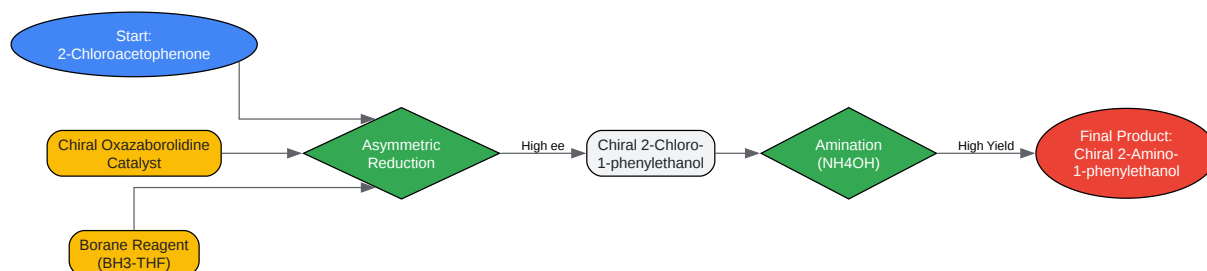 Start:
2-Chloroacetophenone
Chiral Oxazaborolidine
Catalyst
Borane Reagent
(BH3-THF)
Asymmetric
Reduction
High ee
Chiral 2-Chloro-
1-phenylethanol
Amination
(NH4OH)
High Yield
Final Product:
Chiral 2-Amino-
1-phenylethanol